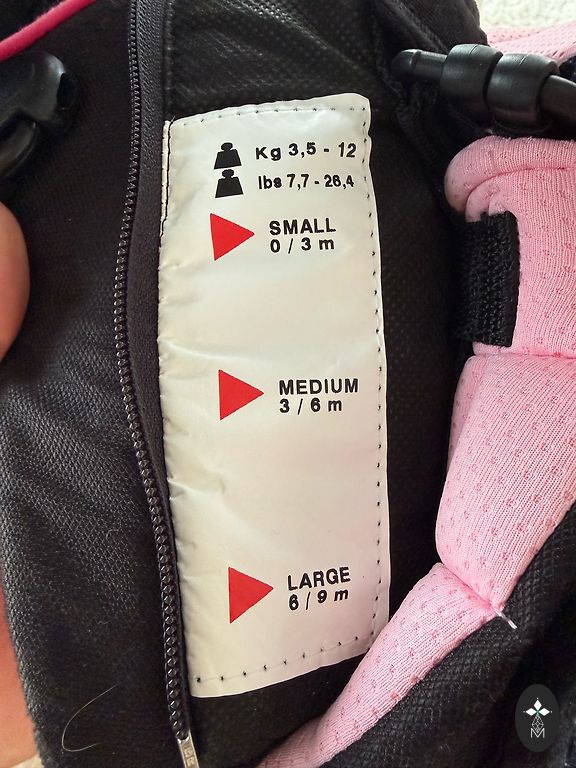 Kg 3,5 - 12
lbs 7,7 - 26,4
SMALL
0 / 3 m
MEDIUM
3 / 6 m
LARGE
6 / 9 m
M